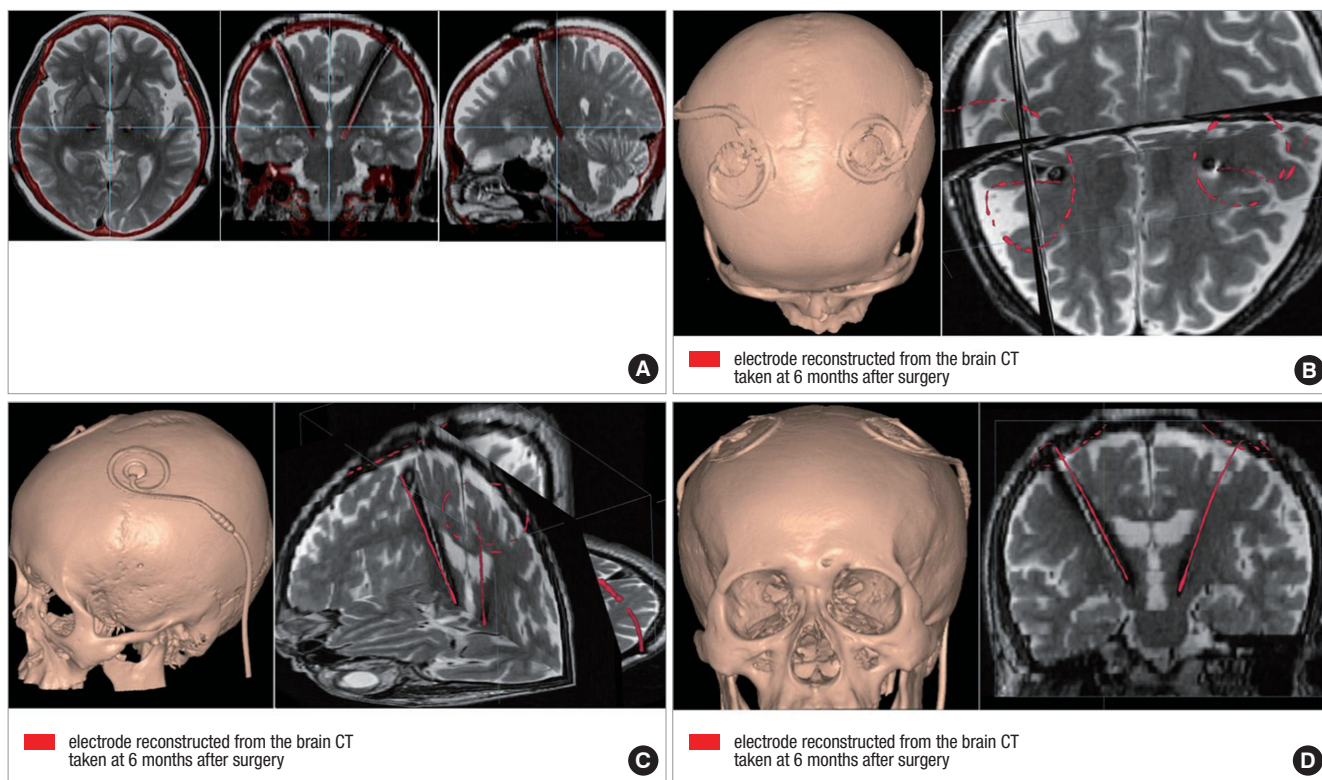 A
electrode reconstructed from the brain CT
taken at 6 months after surgery
B
electrode reconstructed from the brain CT
taken at 6 months after surgery
C
electrode reconstructed from the brain CT
taken at 6 months after surgery
D